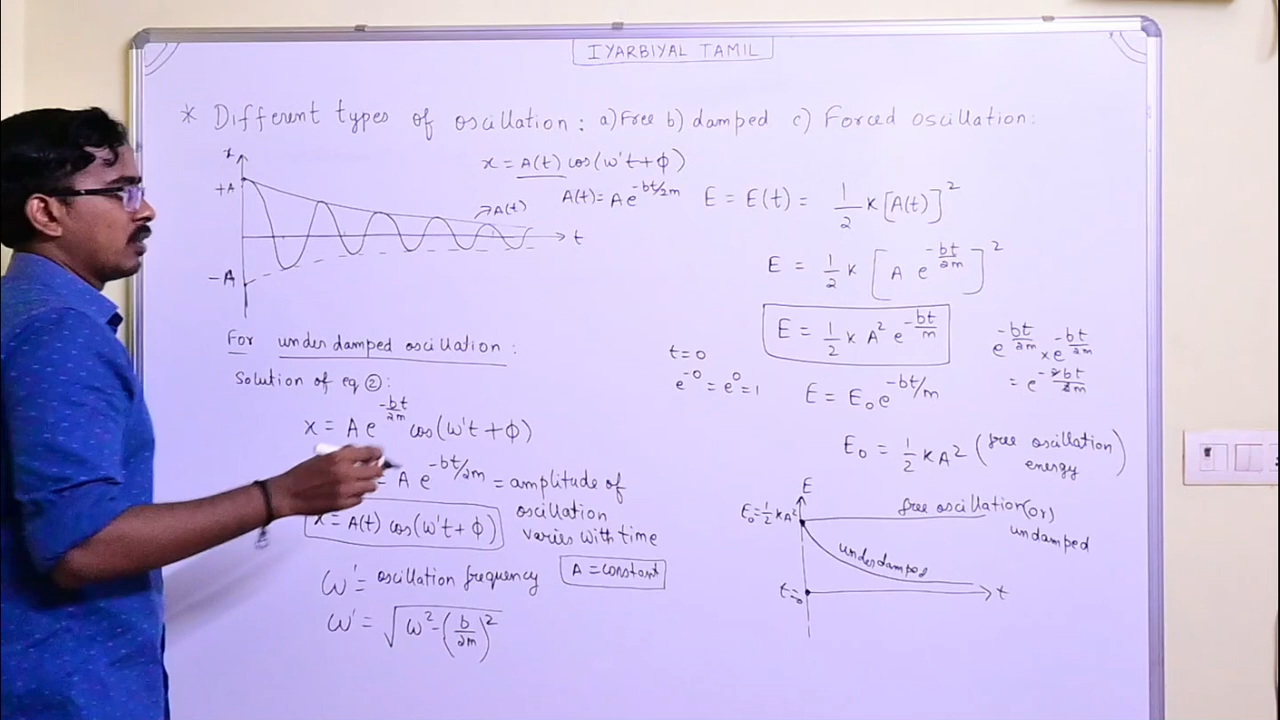 IYARBIYAL TAMIL
* Different types of oscillation: a) Free b) damped c) Forced oscillation:
x = A(t) cos(ω't+ϕ)
A(t) = A e^{-bt/2m}
x
+A
-A
→A(t)
t
For underdamped oscillation:
Solution of eq ②:
x = A e^{-bt/2m} cos(ω't+ϕ)
= A e^{-bt/2m} = amplitude of
oscillation
varies with time
x = A(t) cos(ω't+ϕ)
A = constant
ω' = oscillation frequency
ω' = √(ω²-(b/2m)²)
E = E(t) = 1/2 K [A(t)]²
E = 1/2 K [A e^{-bt/2m}]²
E = 1/2 K A² e^{-bt/m}
t=0
e^{-0} = e^0 = 1
e^{-bt/2m} × e^{-bt/2m}
= e^{-2bt/2m}
E = E₀ e^{-bt/m}
E₀ = 1/2 KA² (free oscillation
energy)
E
E₀=1/2 KA²
free oscillation (or)
undamped
underdamped
t=0
t